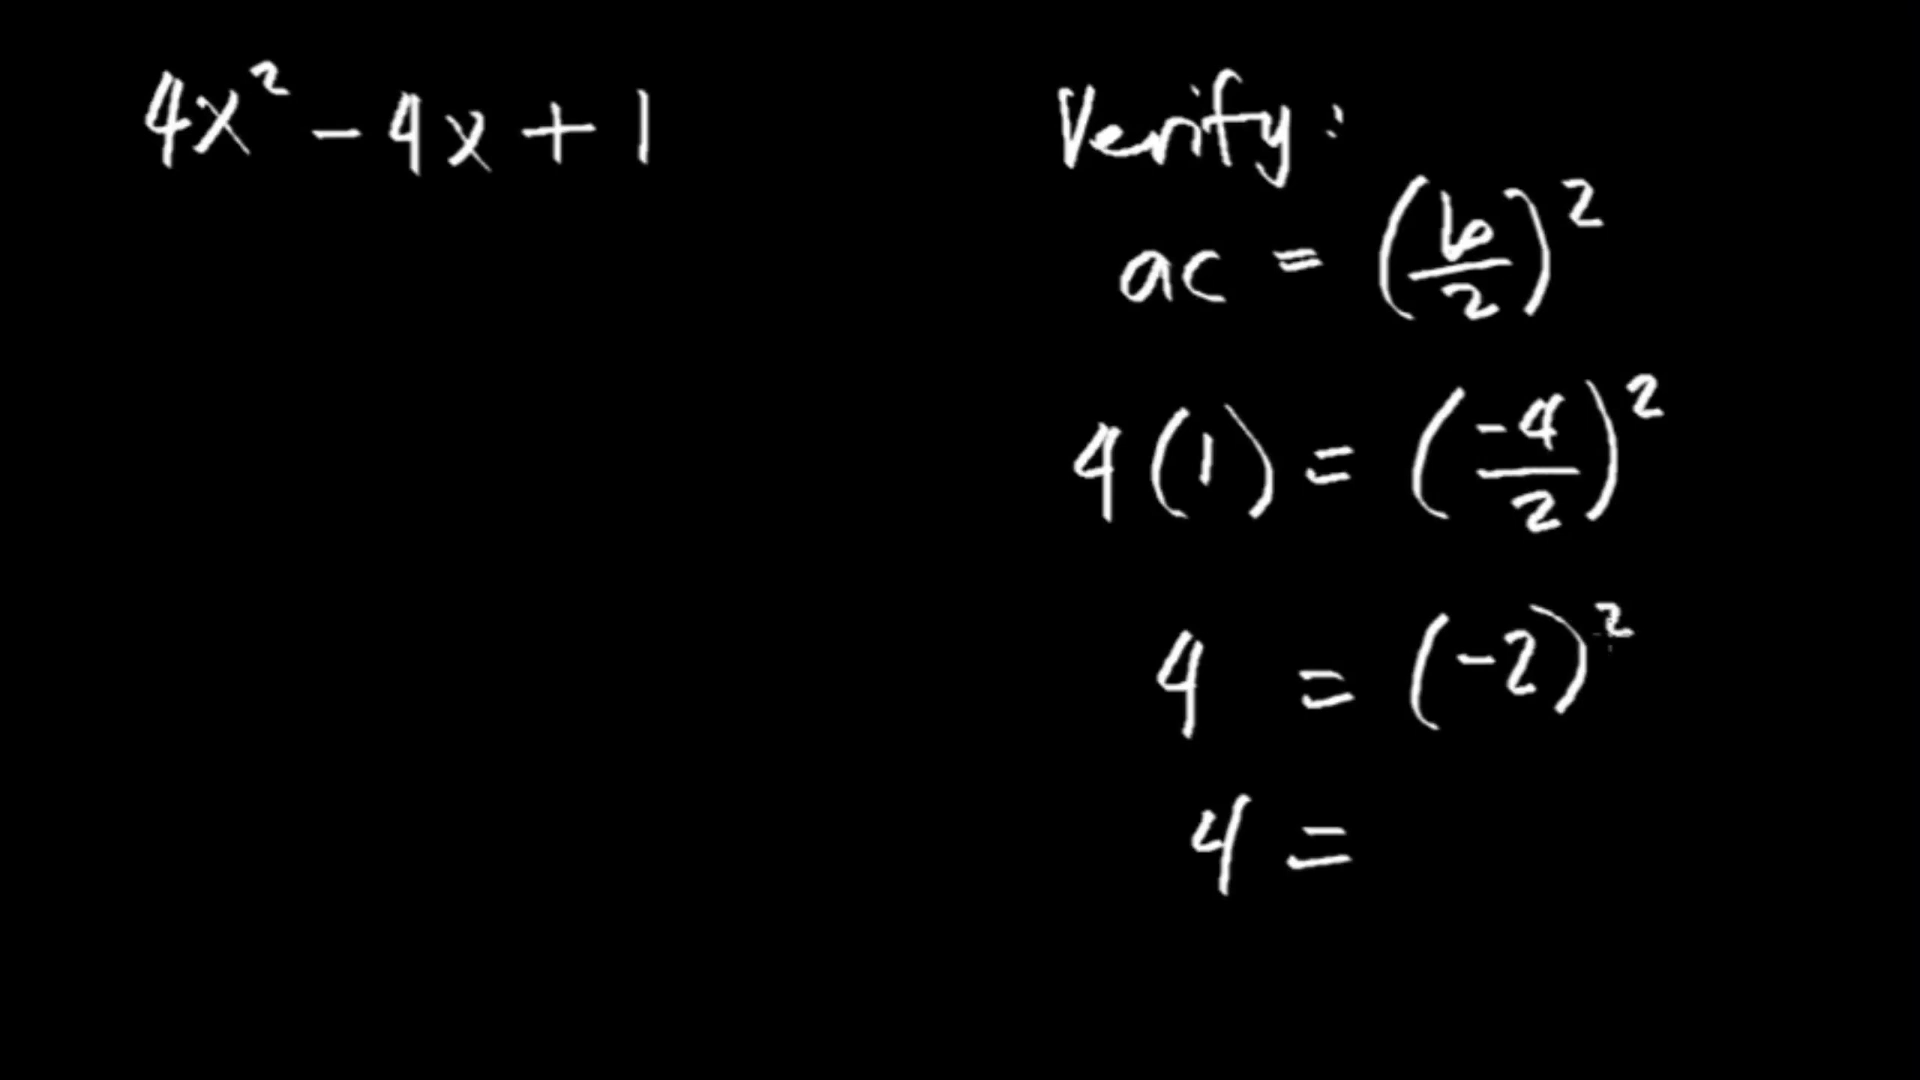 4x² - 4x + 1
Verify:
ac = (b/2)²
4(1) = (-4/2)²
4 = (-2)²
4 =